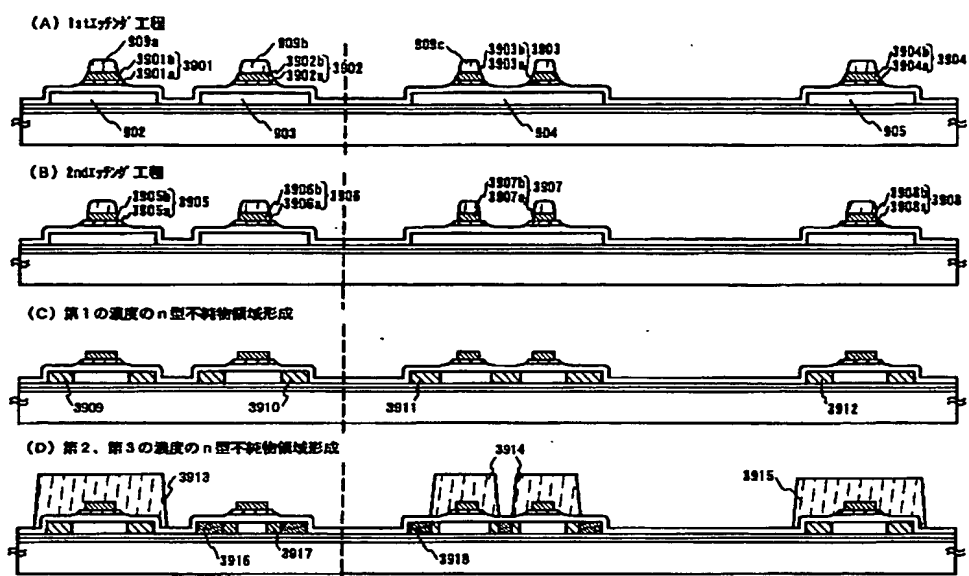 (A) 1stエッチング工程
909a
3901b
3901a
3901
909b
3902b
3902a
3902
909c
3903b
3903a
3903
3904b
3904a
3904
902
903
904
905
(B) 2ndエッチング工程
3905b
3905a
3905
3906b
3906a
3906
3907b
3907a
3907
3908b
3908a
3908
(C) 第1の濃度のn型不純物領域形成
3909
3910
3911
3912
(D) 第2、第3の濃度のn型不純物領域形成
3913
3914
3915
3916
3917
3918